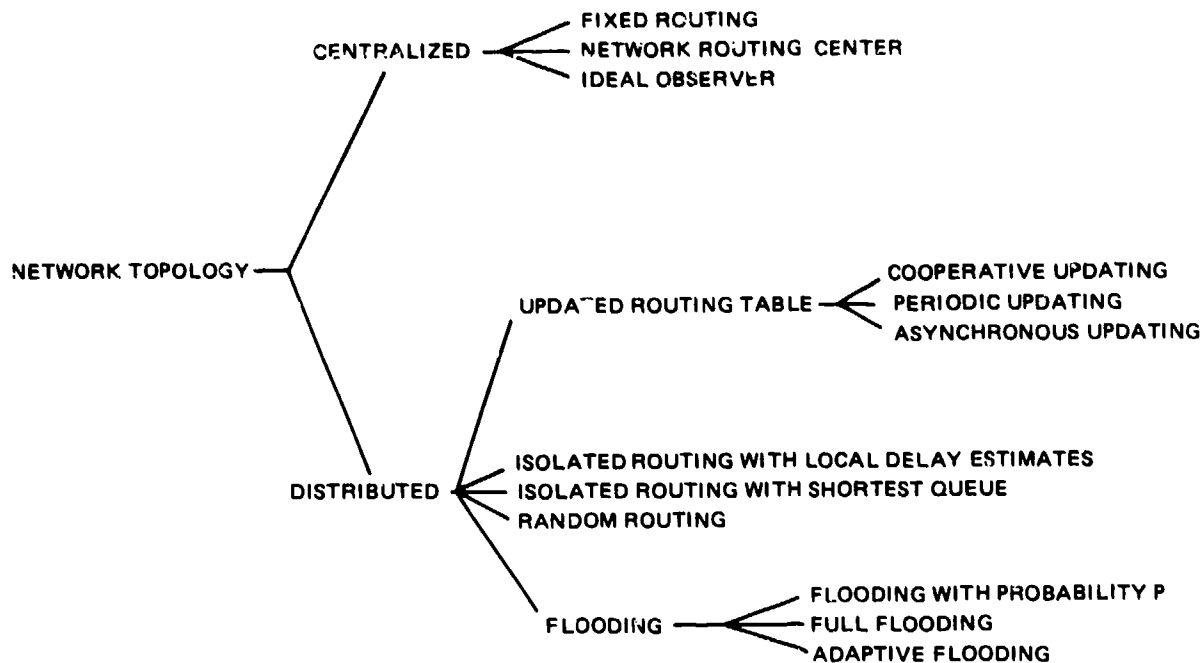 FIXED ROUTING
CENTRALIZED
NETWORK ROUTING CENTER
IDEAL OBSERVER
NETWORK TOPOLOGY
COOPERATIVE UPDATING
UPDATED ROUTING TABLE
PERIODIC UPDATING
ASYNCHRONOUS UPDATING
ISOLATED ROUTING WITH LOCAL DELAY ESTIMATES
DISTRIBUTED
ISOLATED ROUTING WITH SHORTEST QUEUE
RANDOM ROUTING
FLOODING WITH PROBABILITY P
FLOODING
FULL FLOODING
ADAPTIVE FLOODING